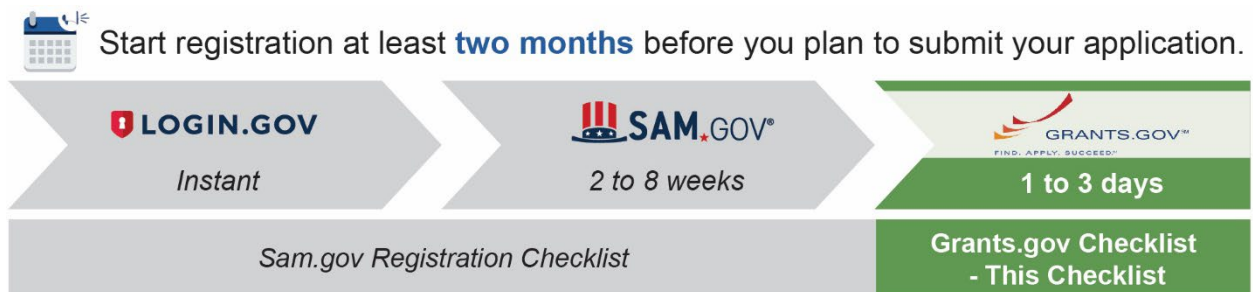 Start registration at least two months before you plan to submit your application.
LOGIN.GOV
SAM.GOV®
GRANTS.GOV℠
FIND. APPLY. SUCCEED.℠
Instant
2 to 8 weeks
1 to 3 days
Sam.gov Registration Checklist
Grants.gov Checklist
- This Checklist